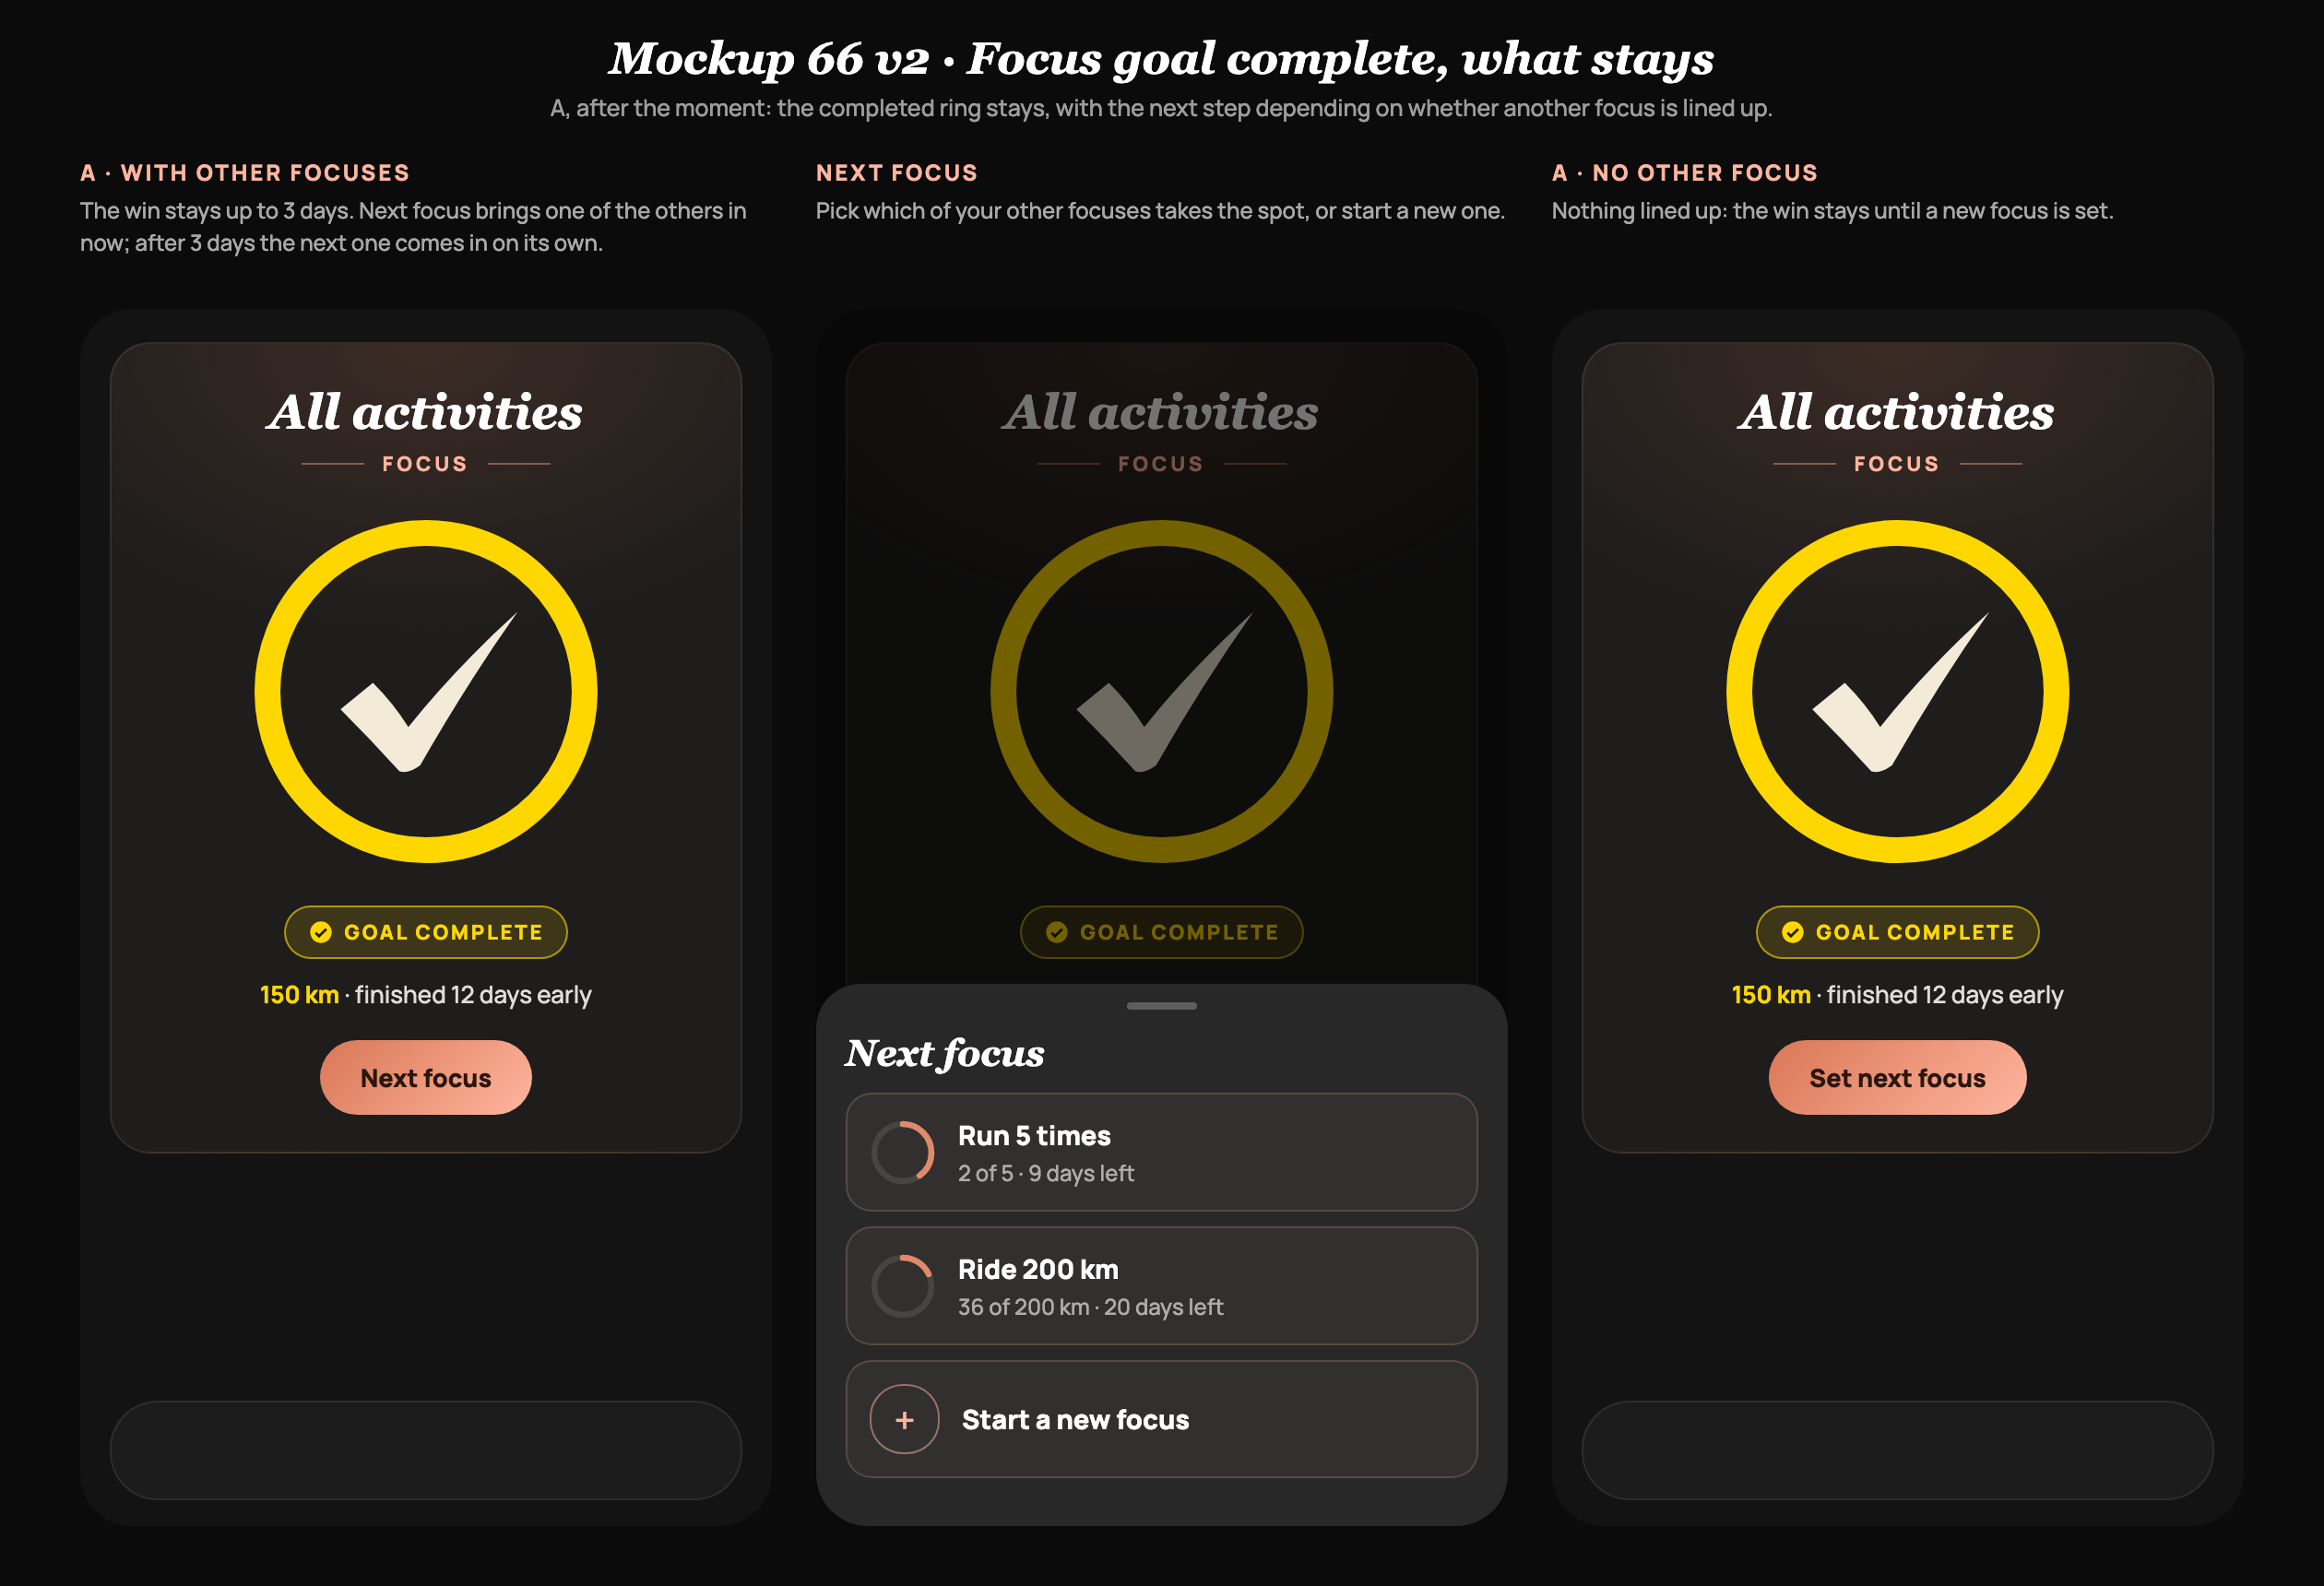 Mockup 66 v2 · Focus goal complete, what stays
A, after the moment: the completed ring stays, with the next step depending on whether another focus is lined up.
A · WITH OTHER FOCUSES
The win stays up to 3 days. Next focus brings one of the others in
now; after 3 days the next one comes in on its own.
All activities
FOCUS
GOAL COMPLETE
150 km · finished 12 days early
Next focus
NEXT FOCUS
Pick which of your other focuses takes the spot, or start a new one.
All activities
FOCUS
GOAL COMPLETE
Next focus
Run 5 times
2 of 5 · 9 days left
Ride 200 km
36 of 200 km · 20 days left
+
Start a new focus
A · NO OTHER FOCUS
Nothing lined up: the win stays until a new focus is set.
All activities
FOCUS
GOAL COMPLETE
150 km · finished 12 days early
Set next focus